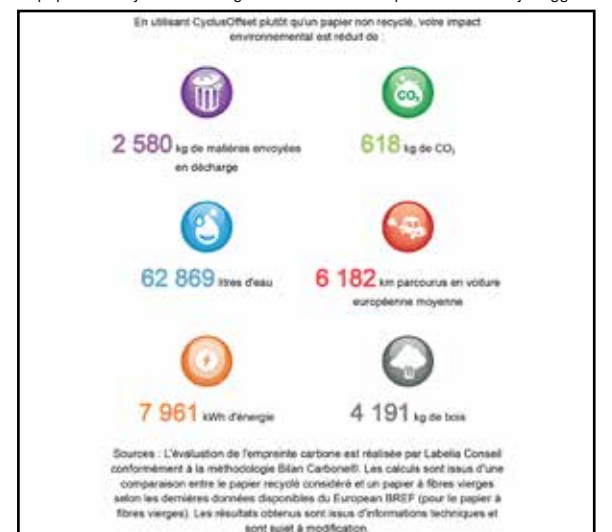 En utilisant CyclusOffset plutôt qu'un papier non recyclé, votre impact
environnemental est réduit de :
CO₂
2 580 kg de matières envoyées
en décharge
618 kg de CO₂
62 869 litres d'eau
6 182 km parcourus en voiture
européenne moyenne
7 961 kWh d'énergie
4 191 kg de bois
Sources : L'évaluation de l'empreinte carbone est réalisée par Labelia Conseil
conformément à la méthodologie Bilan Carbone®. Les calculs sont issus d'une
comparaison entre le papier recyclé considéré et un papier à fibres vierges
selon les dernières données disponibles du European BREF (pour le papier à
fibres vierges). Les résultats obtenus sont issus d'informations techniques et
sont sujet à modification.